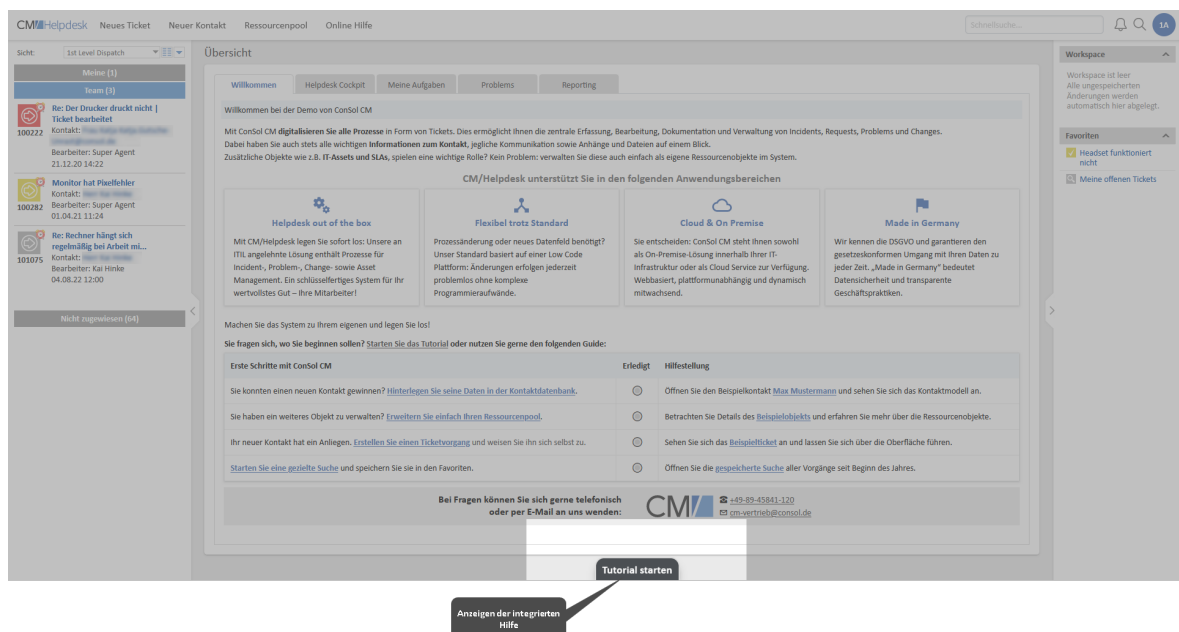 CM/Helpdesk Neues Ticket Neuer Kontakt Ressourcenpool Online Hilfe Schnellsuche... 1A
Sicht: 1st Level Dispatch
Meine (1)
Team (3)
Re: Der Drucker druckt nicht |
Ticket bearbeitet
100222
Kontakt:
Bearbeiter: Super Agent
21.12.20 14:22
Monitor hat Pixelfehler
Kontakt:
100282
Bearbeiter: Super Agent
01.04.21 11:24
Re: Rechner hängt sich
regelmäßig bei Arbeit mi...
101075
Kontakt:
Bearbeiter: Kai Hinke
04.08.22 12:00
Nicht zugewiesen (64)
Übersicht
Willkommen Helpdesk Cockpit Meine Aufgaben Problems Reporting
Willkommen bei der Demo von ConSol CM
Mit ConSol CM digitalisieren Sie alle Prozesse in Form von Tickets. Dies ermöglicht Ihnen die zentrale Erfassung, Bearbeitung, Dokumentation und Verwaltung von Incidents, Requests, Problems und Changes.
Dabei haben Sie auch stets alle wichtigen Informationen zum Kontakt, jegliche Kommunikation sowie Anhänge und Dateien auf einem Blick.
Zusätzliche Objekte wie z.B. IT-Assets und SLAs, spielen eine wichtige Rolle? Kein Problem: verwalten Sie diese auch einfach als eigene Ressourcenobjekte im System.
CM/Helpdesk unterstützt Sie in den folgenden Anwendungsbereichen
Helpdesk out of the box
Mit CM/Helpdesk legen Sie sofort los: Unsere an
ITIL angelehnte Lösung enthält Prozesse für
Incident-, Problem-, Change- sowie Asset
Management. Ein schlüsselfertiges System für Ihr
wertvollstes Gut – Ihre Mitarbeiter!
Flexibel trotz Standard
Prozessänderung oder neues Datenfeld benötigt?
Unser Standard basiert auf einer Low Code
Plattform: Änderungen erfolgen jederzeit
problemlos ohne komplexe
Programmieraufwände.
Cloud & On Premise
Sie entscheiden: ConSol CM steht Ihnen sowohl
als On-Premise-Lösung innerhalb Ihrer IT-
Infrastruktur oder als Cloud Service zur Verfügung.
Webbasiert, plattformunabhängig und dynamisch
mitwachsend.
Made in Germany
Wir kennen die DSGVO und garantieren den
gesetzeskonformen Umgang mit Ihren Daten zu
jeder Zeit. „Made in Germany" bedeutet
Datensicherheit und transparente
Geschäftspraktiken.
Machen Sie das System zu Ihrem eigenen und legen Sie los!
Sie fragen sich, wo Sie beginnen sollen? Starten Sie das Tutorial oder nutzen Sie gerne den folgenden Guide:
Erste Schritte mit ConSol CM Erledigt Hilfestellung
Sie konnten einen neuen Kontakt gewinnen? Hinterlegen Sie seine Daten in der Kontaktdatenbank. Öffnen Sie den Beispielkontakt Max Mustermann und sehen Sie sich das Kontaktmodell an.
Sie haben ein weiteres Objekt zu verwalten? Erweitern Sie einfach Ihren Ressourcenpool. Betrachten Sie Details des Beispielobjekts und erfahren Sie mehr über die Ressourcenobjekte.
Ihr neuer Kontakt hat ein Anliegen. Erstellen Sie einen Ticketvorgang und weisen Sie ihn sich selbst zu. Sehen Sie sich das Beispielticket an und lassen Sie sich über die Oberfläche führen.
Starten Sie eine gezielte Suche und speichern Sie sie in den Favoriten. Öffnen Sie die gespeicherte Suche aller Vorgänge seit Beginn des Jahres.
Bei Fragen können Sie sich gerne telefonisch
oder per E-Mail an uns wenden:
CM/
+49-89-45841-120
cm-vertrieb@consol.de
Workspace
Workspace ist leer
Alle ungespeicherten
Änderungen werden
automatisch hier abgelegt.
Favoriten
Headset funktioniert
nicht
Meine offenen Tickets
Tutorial starten
Anzeigen der integrierten
Hilfe